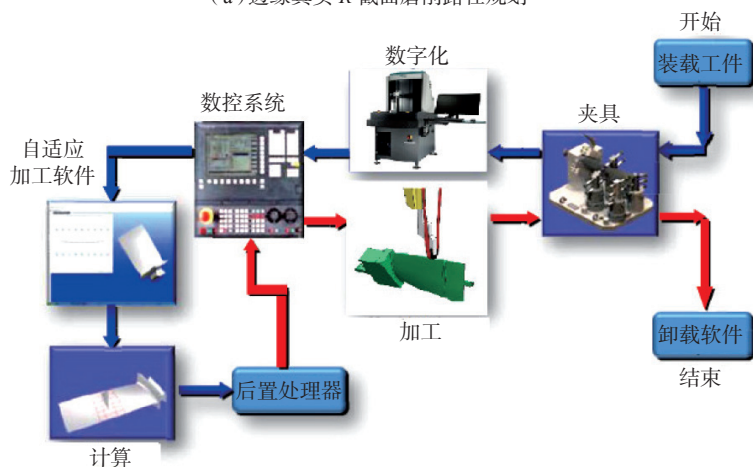 开始
装载工件
数字化
数控系统
夹具
自适应
加工软件
加工
卸载软件
后置处理器
结束
计算